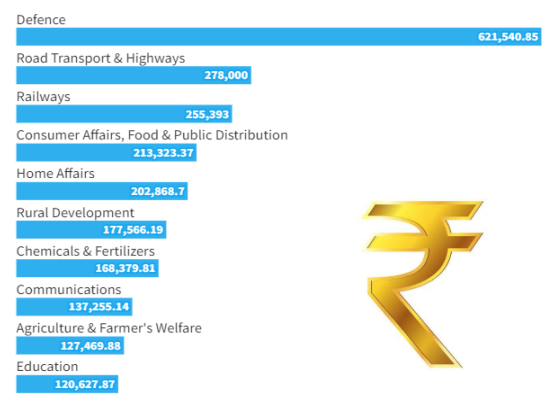 Defence
621,540.85
Road Transport & Highways
278,000
Railways
255,393
Consumer Affairs, Food & Public Distribution
213,323.37
Home Affairs
202,868.7
Rural Development
177,566.19
Chemicals & Fertilizers
168,379.81
Communications
137,255.14
Agriculture & Farmer's Welfare
127,469.88
Education
120,627.87
₹